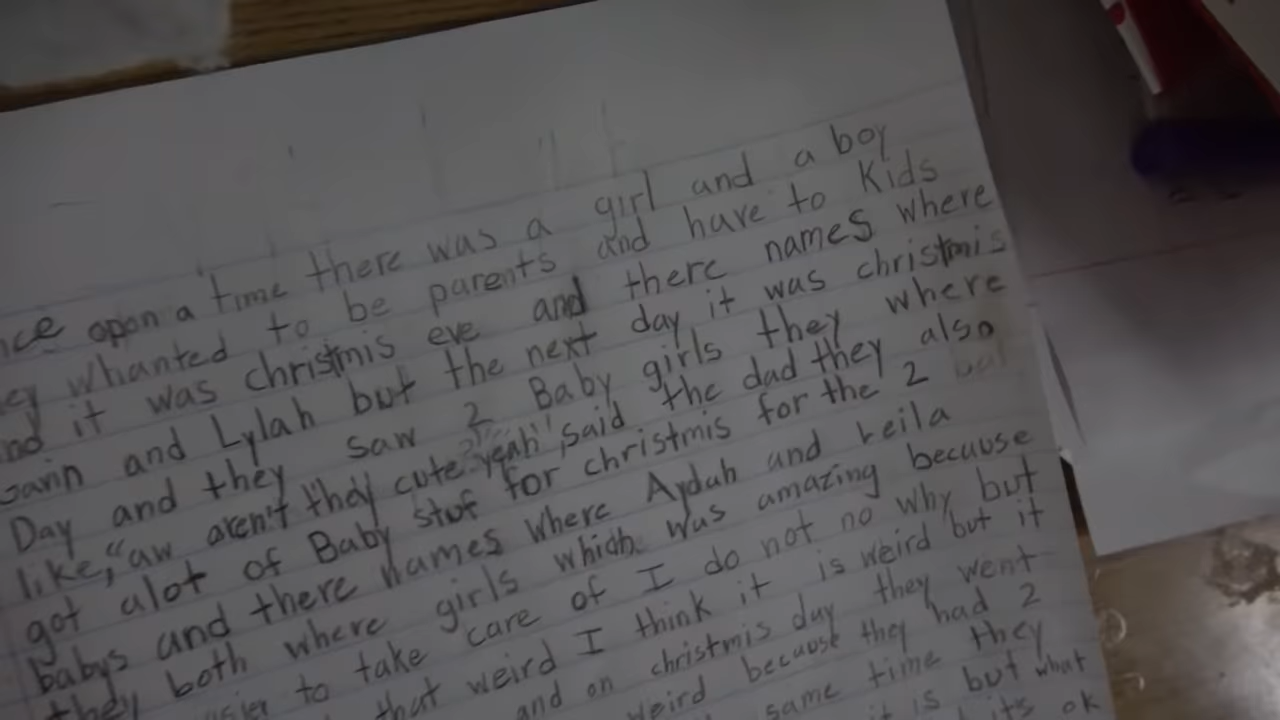 opon a time there was a girl and a boy
whanted to be parents and have to Kids
it was christmis eve and there names where
and Lylah but the next day it was christmis
Day and they saw 2 Baby girls they where
like, "aw aren't they cute yeah" said the dad they also
got alot of Baby stuf for christmis for the 2
babys and there names where Aydah and Leila
they both where girls which was amazing because
to take care of I do not no why but
that weird I think it is weird but it
and on christmis day they went
weird because they had 2
same time they
it is but what
it's ok